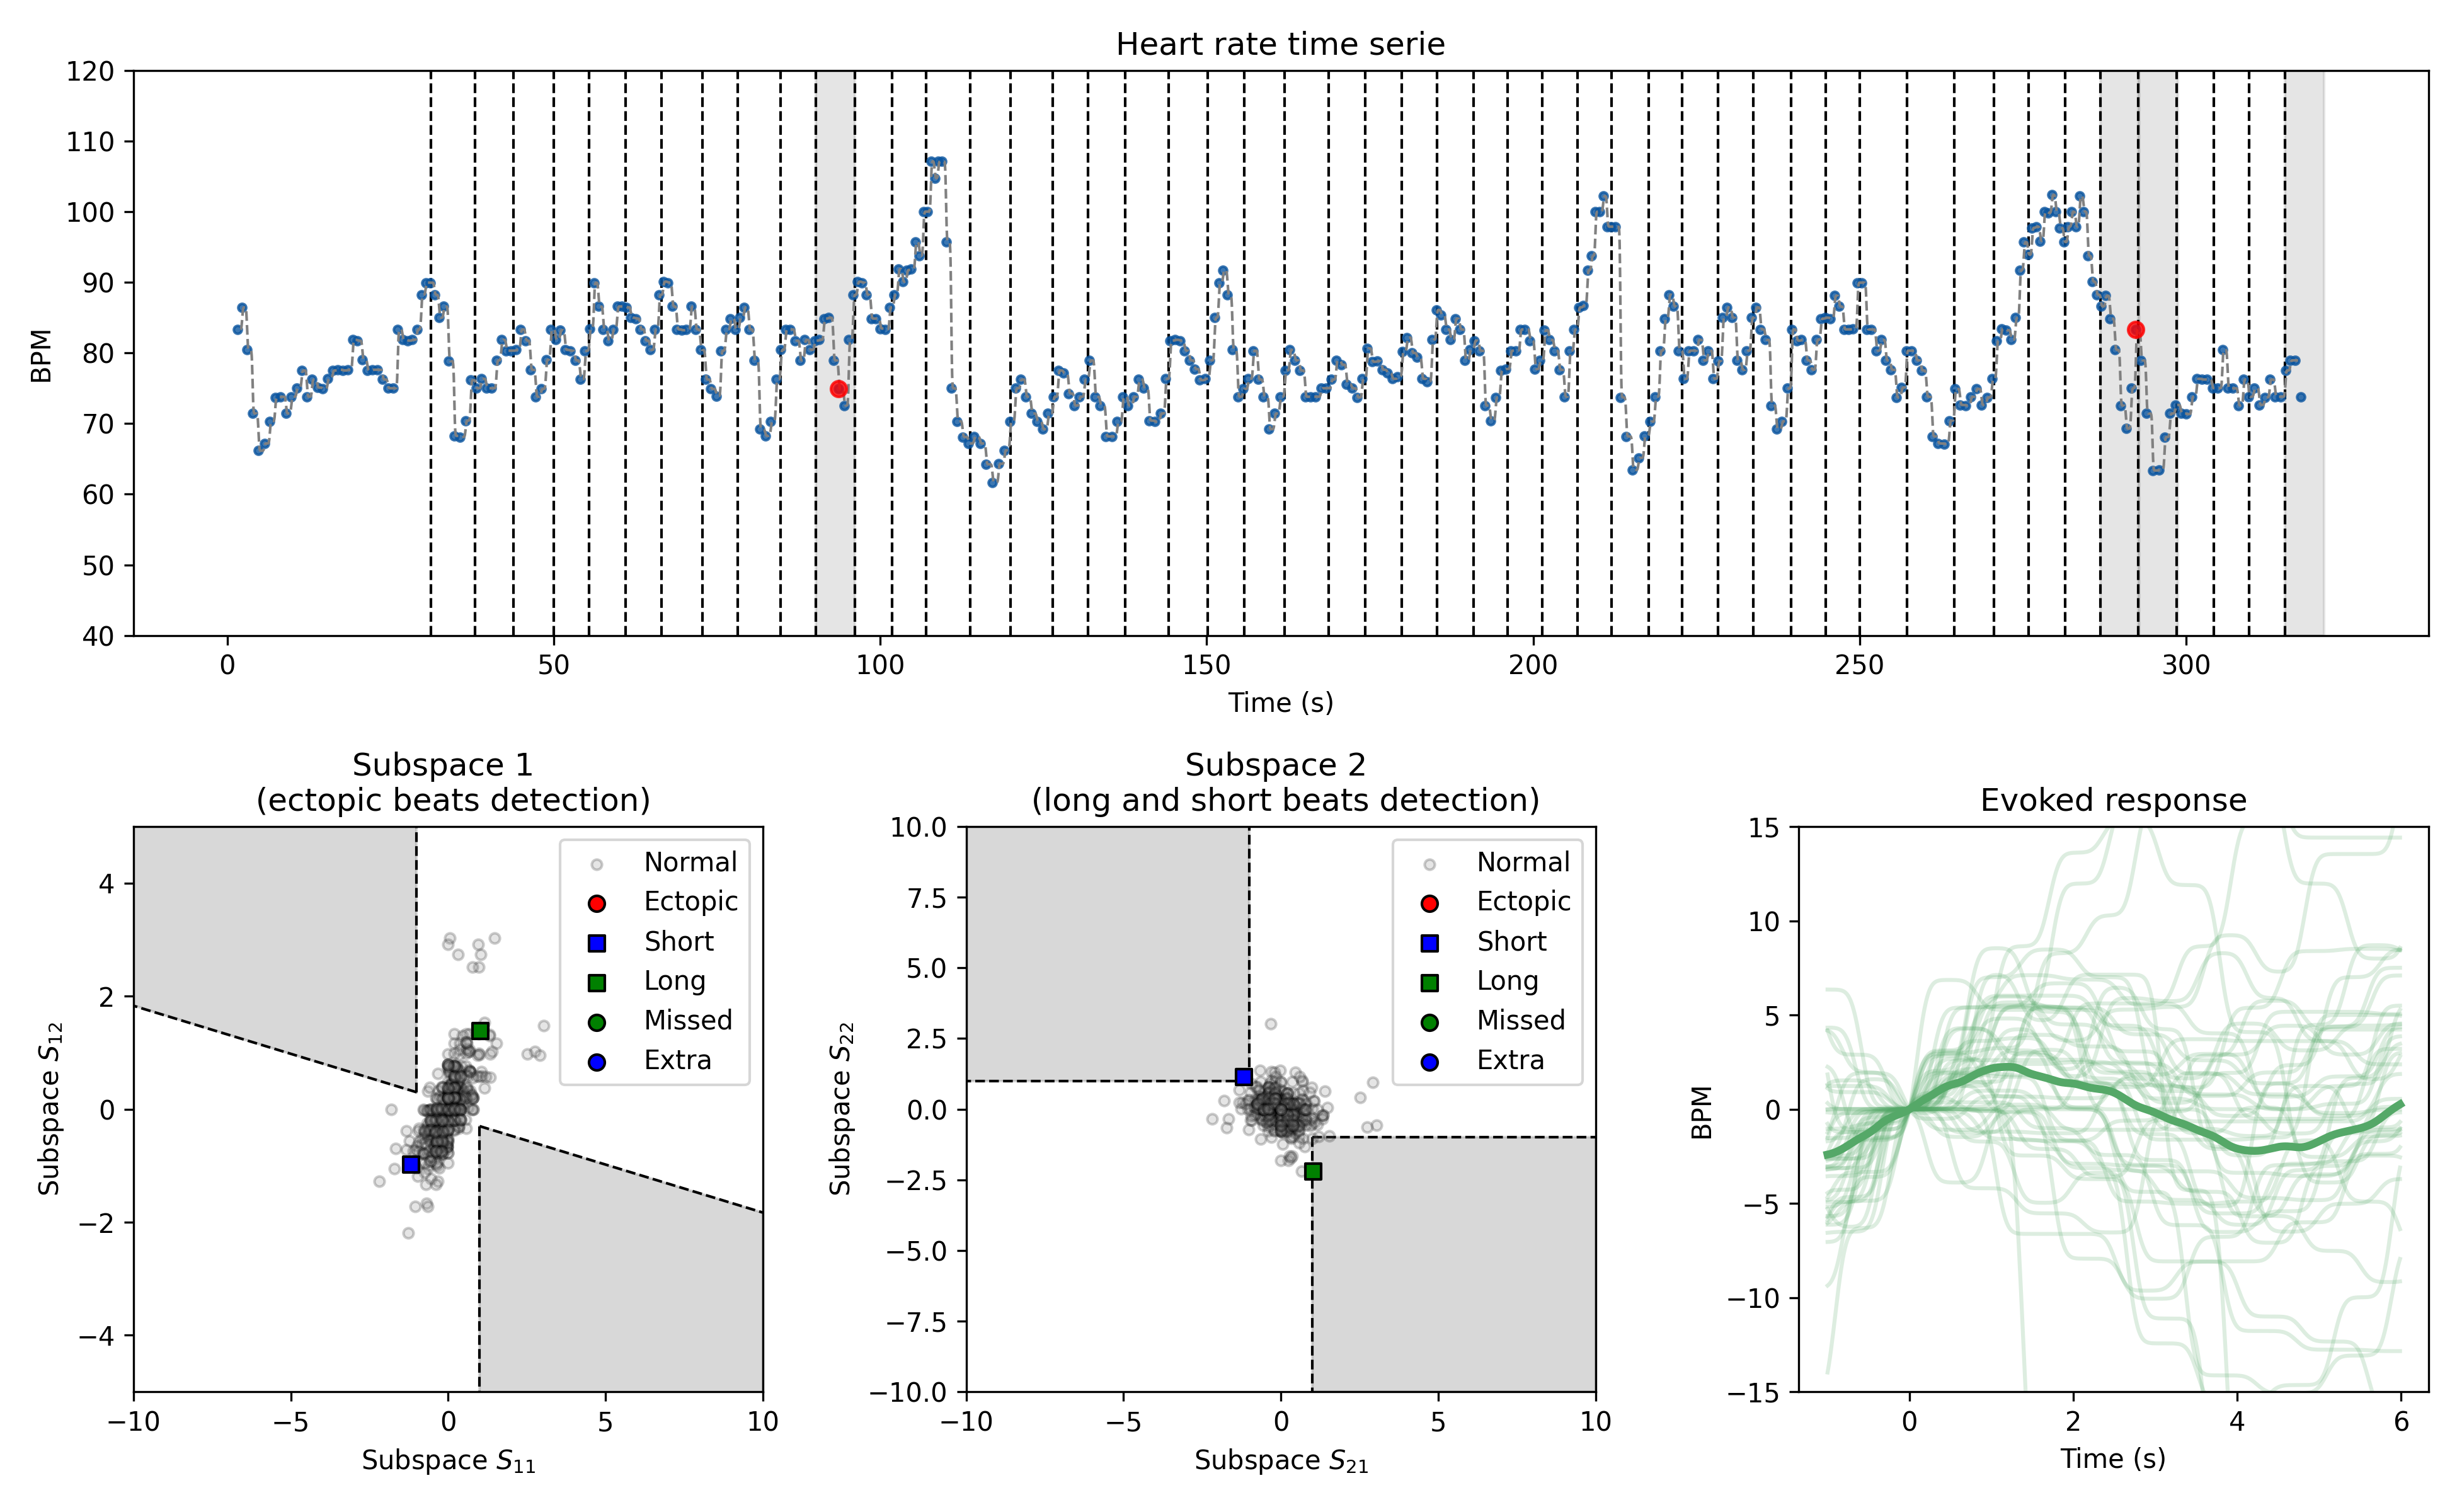 Heart rate time serie
120
110
100
90
80
70
60
50
40
BPM
0 50 100 150 200 250 300
Time (s)
Subspace 1
(ectopic beats detection)
4
2
0
−2
−4
Subspace S12
Normal
Ectopic
Short
Long
Missed
Extra
−10 −5 0 5 10
Subspace S11
Subspace 2
(long and short beats detection)
10.0
7.5
5.0
2.5
0.0
−2.5
−5.0
−7.5
−10.0
Subspace S22
Normal
Ectopic
Short
Long
Missed
Extra
−10 −5 0 5 10
Subspace S21
Evoked response
15
10
5
0
−5
−10
−15
BPM
0 2 4 6
Time (s)